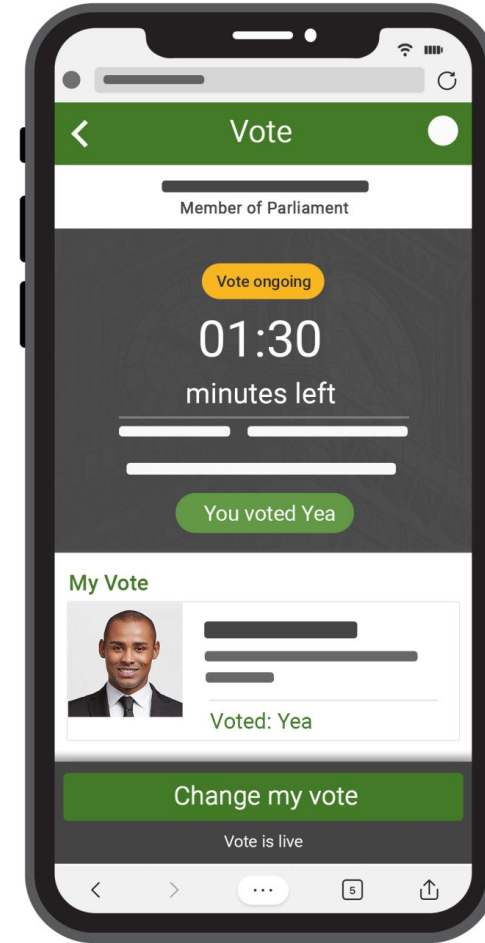 Vote
Member of Parliament
Vote ongoing
01:30
minutes left
You voted Yea
My Vote
Voted: Yea
Change my vote
Vote is live
5